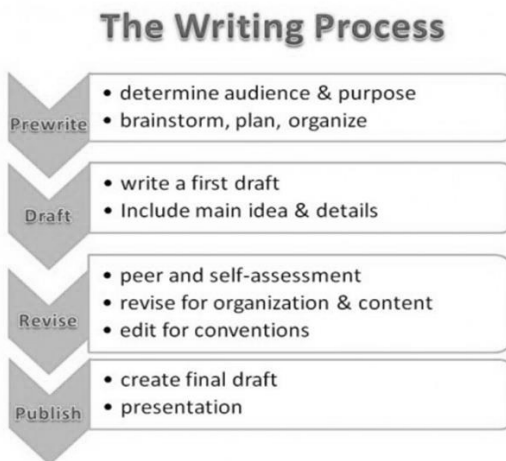 The Writing Process
Prewrite
• determine audience & purpose
• brainstorm, plan, organize
Draft
• write a first draft
• Include main idea & details
Revise
• peer and self-assessment
• revise for organization & content
• edit for conventions
Publish
• create final draft
• presentation